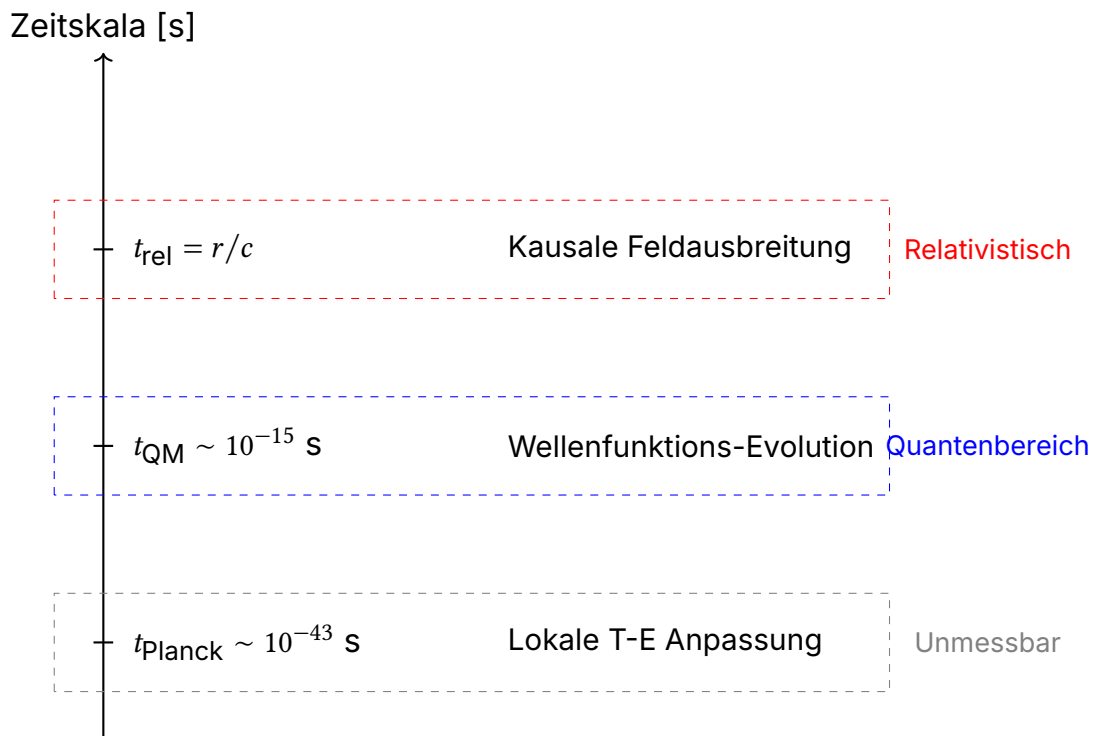 Zeitskala [s]
t_rel = r/c Kausale Feldausbreitung Relativistisch
t_QM ∼ 10^−15 s Wellenfunktions-Evolution Quantenbereich
t_Planck ∼ 10^−43 s Lokale T-E Anpassung Unmessbar